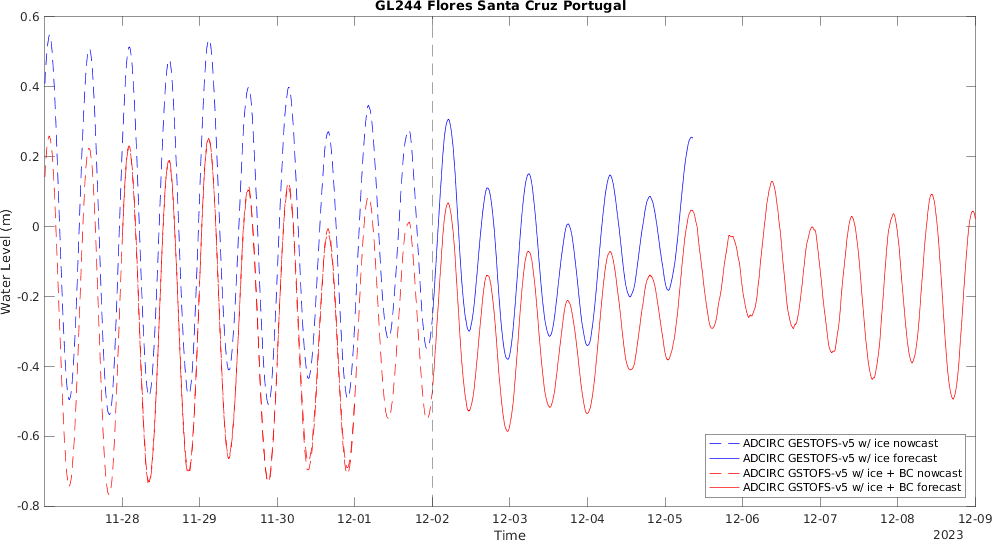 GL244 Flores Santa Cruz Portugal
0.6
0.4
0.2
0
-0.2
-0.4
-0.6
-0.8
Water Level (m)
ADCIRC GESTOFS-v5 w/ ice nowcast
ADCIRC GESTOFS-v5 w/ ice forecast
ADCIRC GSTOFS-v5 w/ ice + BC nowcast
ADCIRC GSTOFS-v5 w/ ice + BC forecast
11-28 11-29 11-30 12-01 12-02 12-03 12-04 12-05 12-06 12-07 12-08 12-09
Time
2023